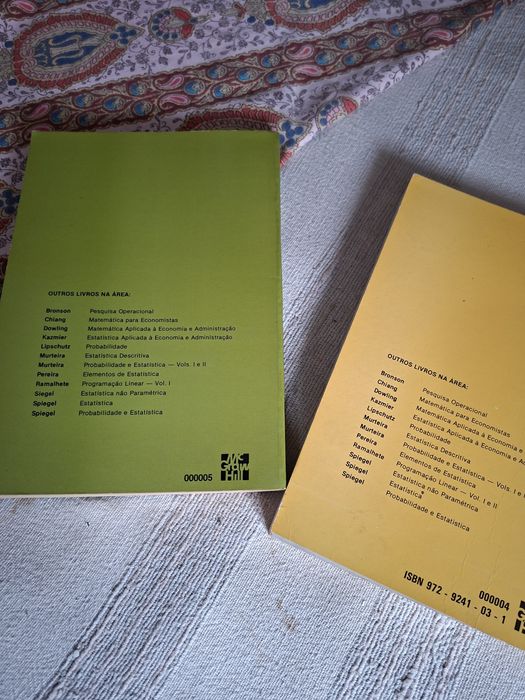 OUTROS LIVROS NA ÁREA:
Bronson Pesquisa Operacional
Chiang Matemática para Economistas
Dowling Matemática Aplicada à Economia e Administração
Kazmier Estatística Aplicada à Economia e Administração
Lipschutz Probabilidade
Murteira Estatística Descritiva
Murteira Probabilidade e Estatística — Vols. I e II
Pereira Elementos de Estatística
Ramalhete Programação Linear — Vol. I
Siegel Estatística não Paramétrica
Spiegel Estatística
Spiegel Probabilidade e Estatística
000005
Mc
Graw
Hill
OUTROS LIVROS NA ÁREA:
Bronson Pesquisa Operacional
Chiang Matemática para Economistas
Dowling Matemática Aplicada à Economia e
Kazmier Estatística Aplicada à Economia e A
Lipschutz Probabilidade
Murteira Estatística Descritiva
Murteira Probabilidade e Estatística — Vols. I e
Pereira Elementos de Estatística
Ramalhete Programação Linear — Vol. I e II
Spiegel Estatística não Paramétrica
Spiegel Estatística
Spiegel Probabilidade e Estatística
000004
ISBN 972 - 9241 - 03 - 1